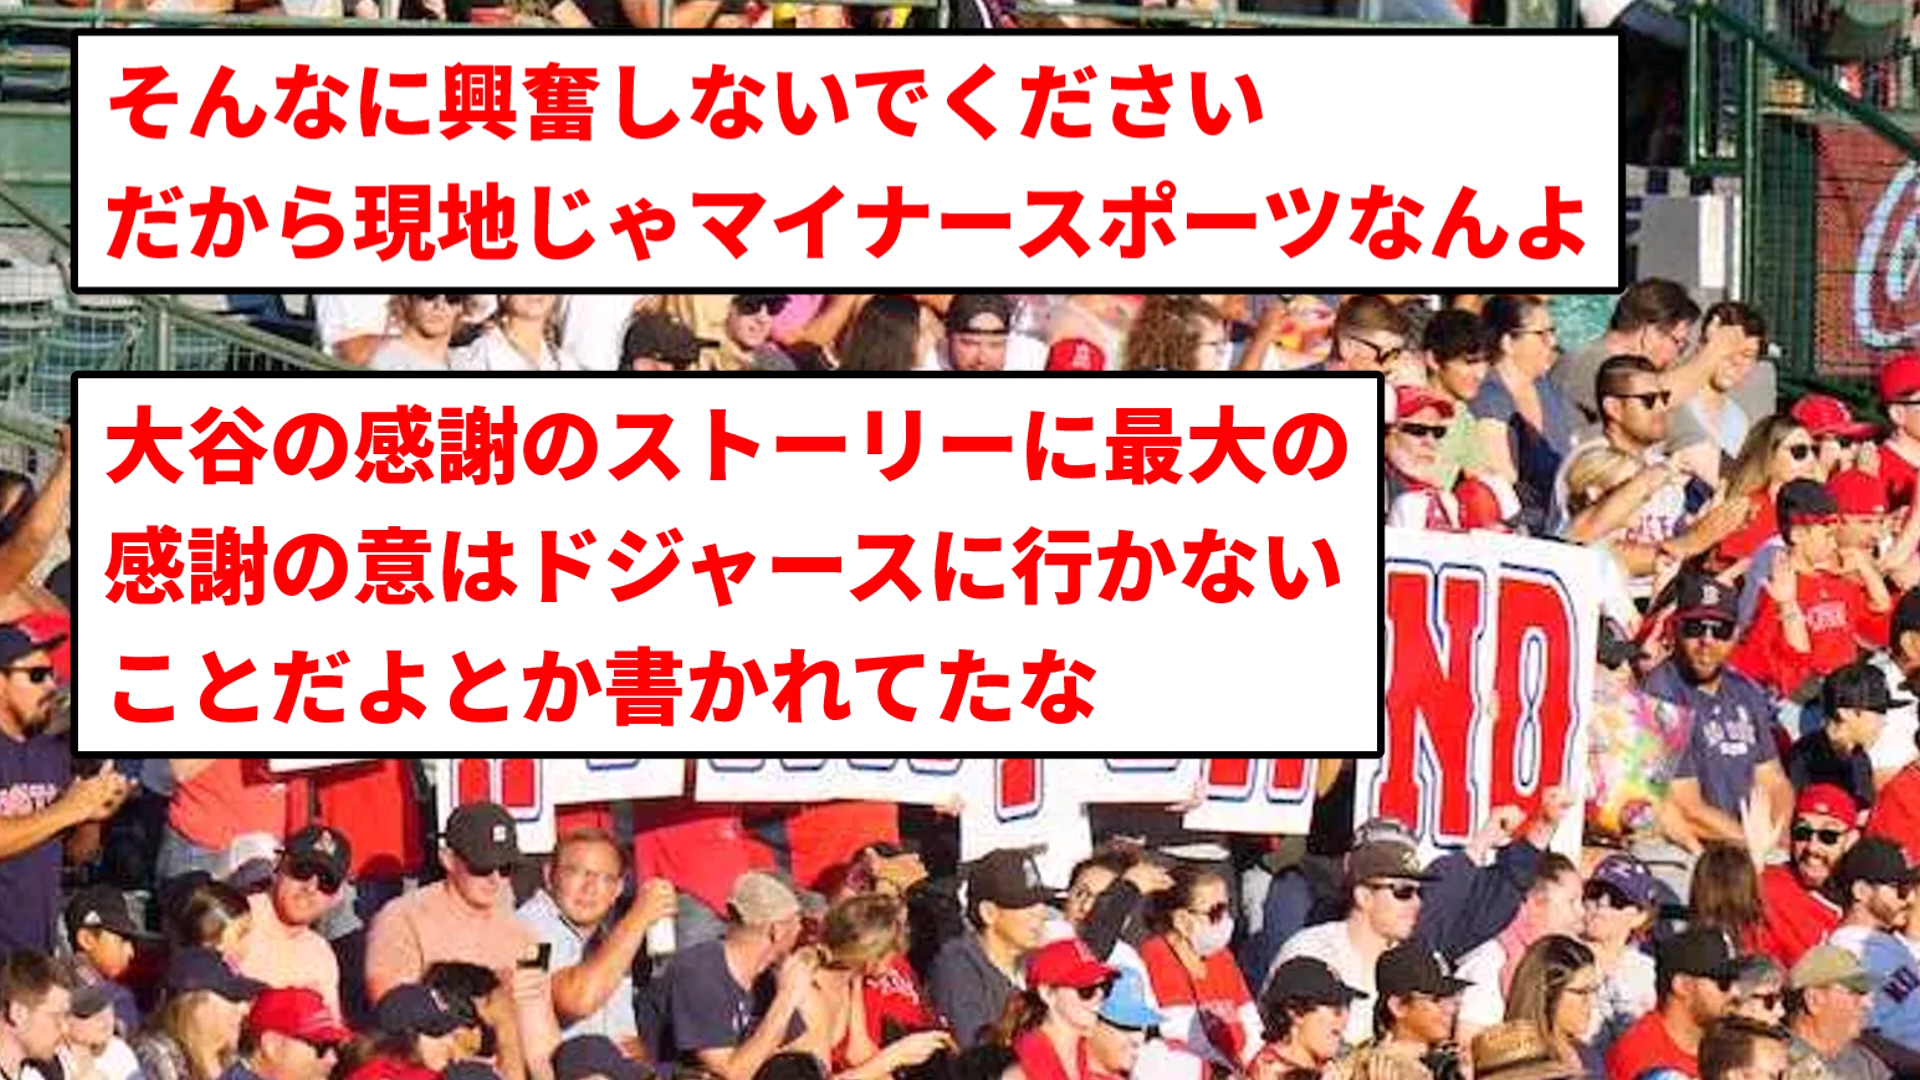 そんなに興奮しないでください
だから現地じゃマイナースポーツなんよ
大谷の感謝のストーリーに最大の
感謝の意はドジャースに行かない
ことだよとか書かれてたな
ND